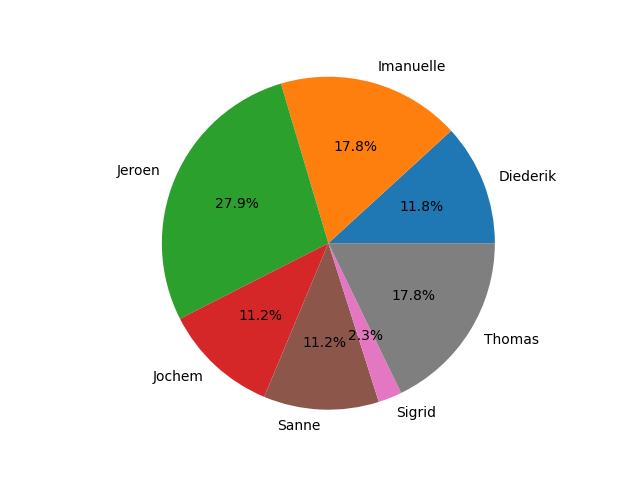 Imanuelle
17.8%
Jeroen
27.9%
Diederik
11.8%
Jochem
11.2%
Sanne
11.2%
Sigrid
2.3%
Thomas
17.8%